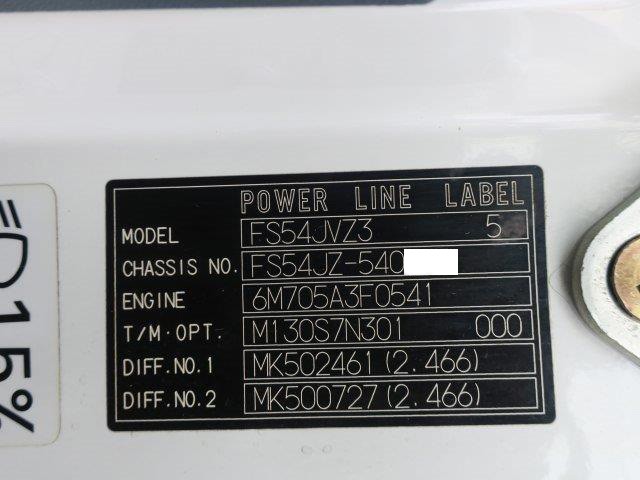 POWER LINE LABEL
MODEL FS54JVZ3 5
CHASSIS NO. FS54JZ-540
ENGINE 6M705A3F0541
T/M·OPT. M130S7N301 000
DIFF.NO.1 MK502461 (2.466)
DIFF.NO.2 MK500727 (2.466)
15%